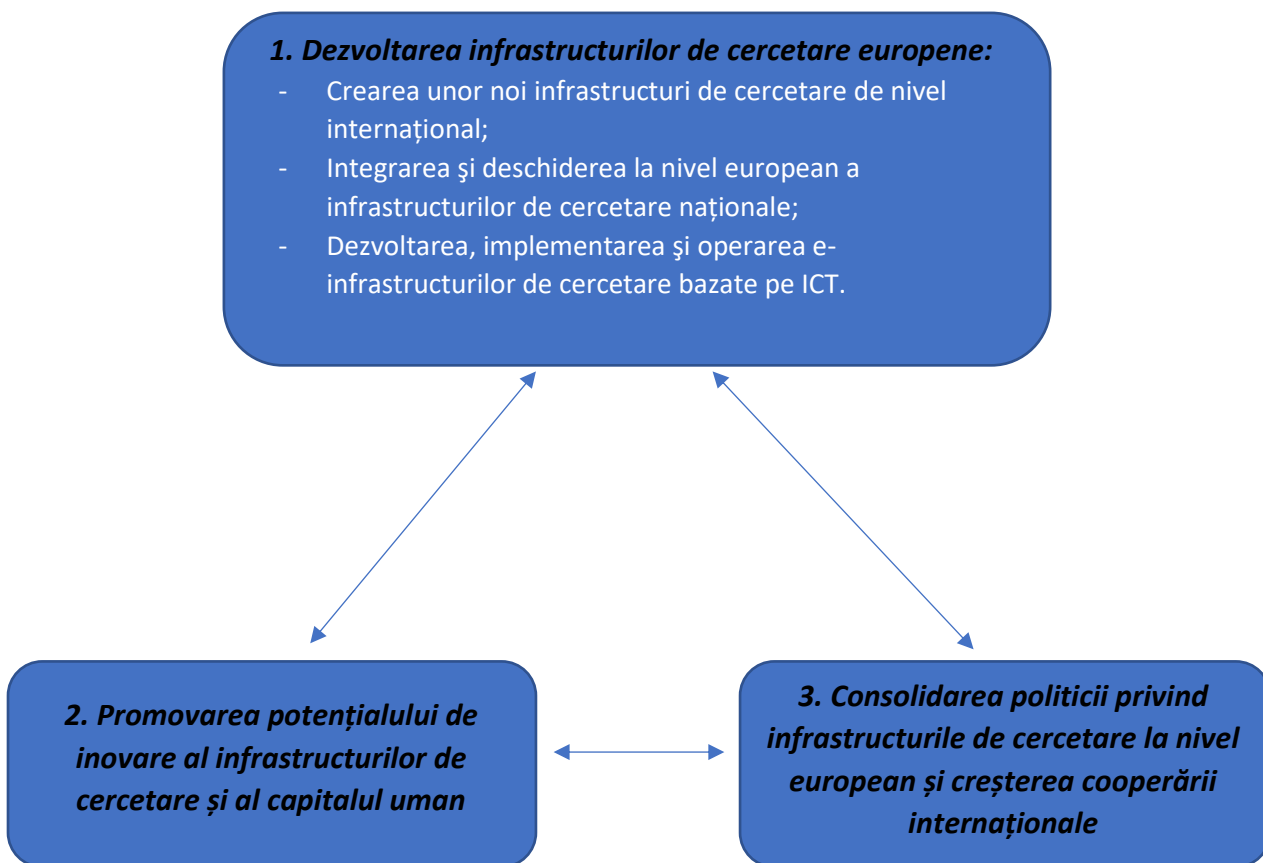 1. Dezvoltarea infrastructurilor de cercetare europene:
- Crearea unor noi infrastructuri de cercetare de nivel
internațional;
- Integrarea şi deschiderea la nivel european a
infrastructurilor de cercetare naționale;
- Dezvoltarea, implementarea şi operarea e-
infrastructurilor de cercetare bazate pe ICT.
2. Promovarea potențialului de
inovare al infrastructurilor de
cercetare și al capitalul uman
3. Consolidarea politicii privind
infrastructurile de cercetare la nivel
european și creșterea cooperării
internaționale